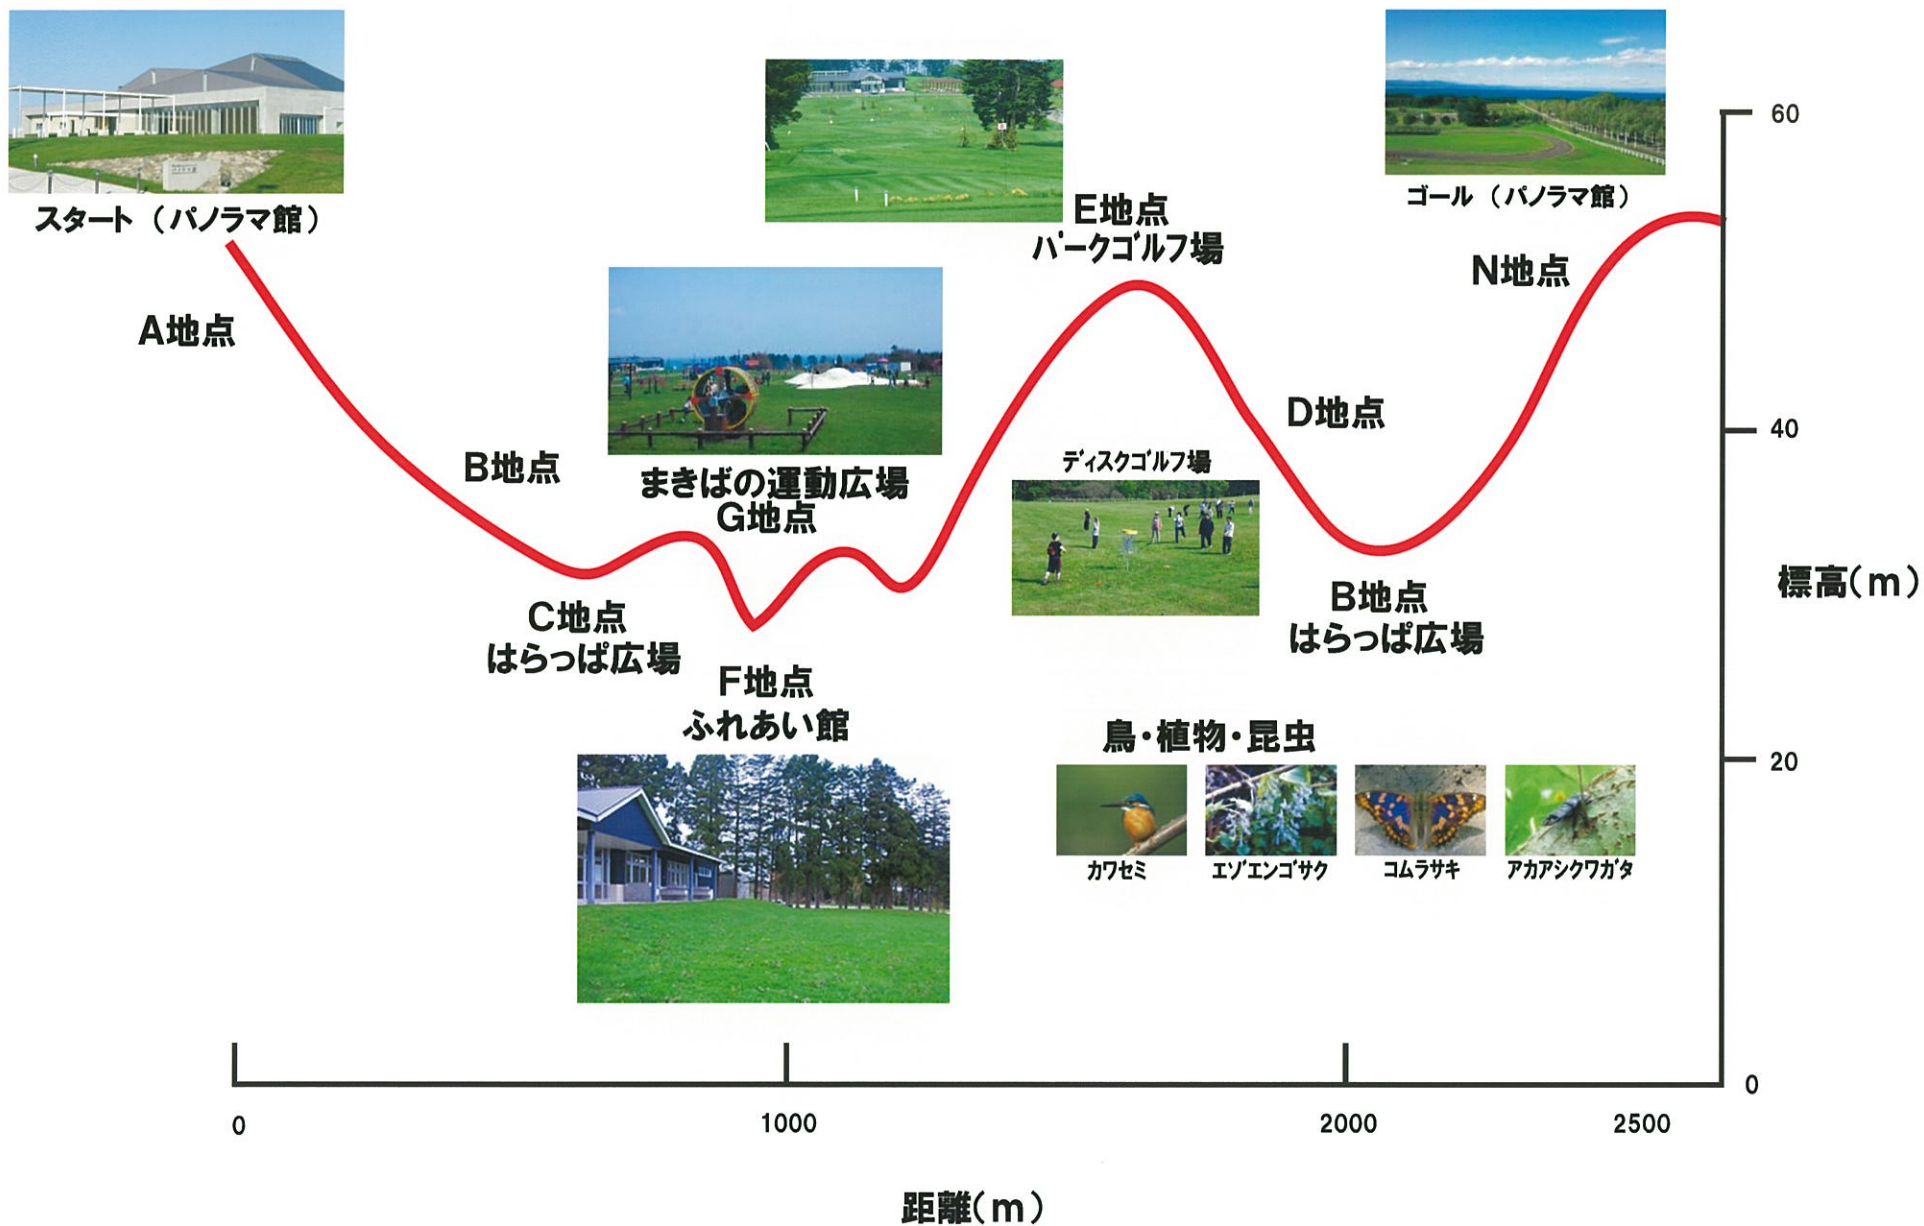 スタート（パノラマ館）
A地点
B地点
C地点
はらっぱ広場
まきばの運動広場
G地点
F地点
ふれあい館
E地点
パークゴルフ場
ディスクゴルフ場
D地点
B地点
はらっぱ広場
N地点
ゴール（パノラマ館）
鳥・植物・昆虫
カワセミ
エゾエンゴサク
コムラサキ
アカアシクワガタ
60
40
標高(m)
20
0
0
1000
2000
2500
距離(m)